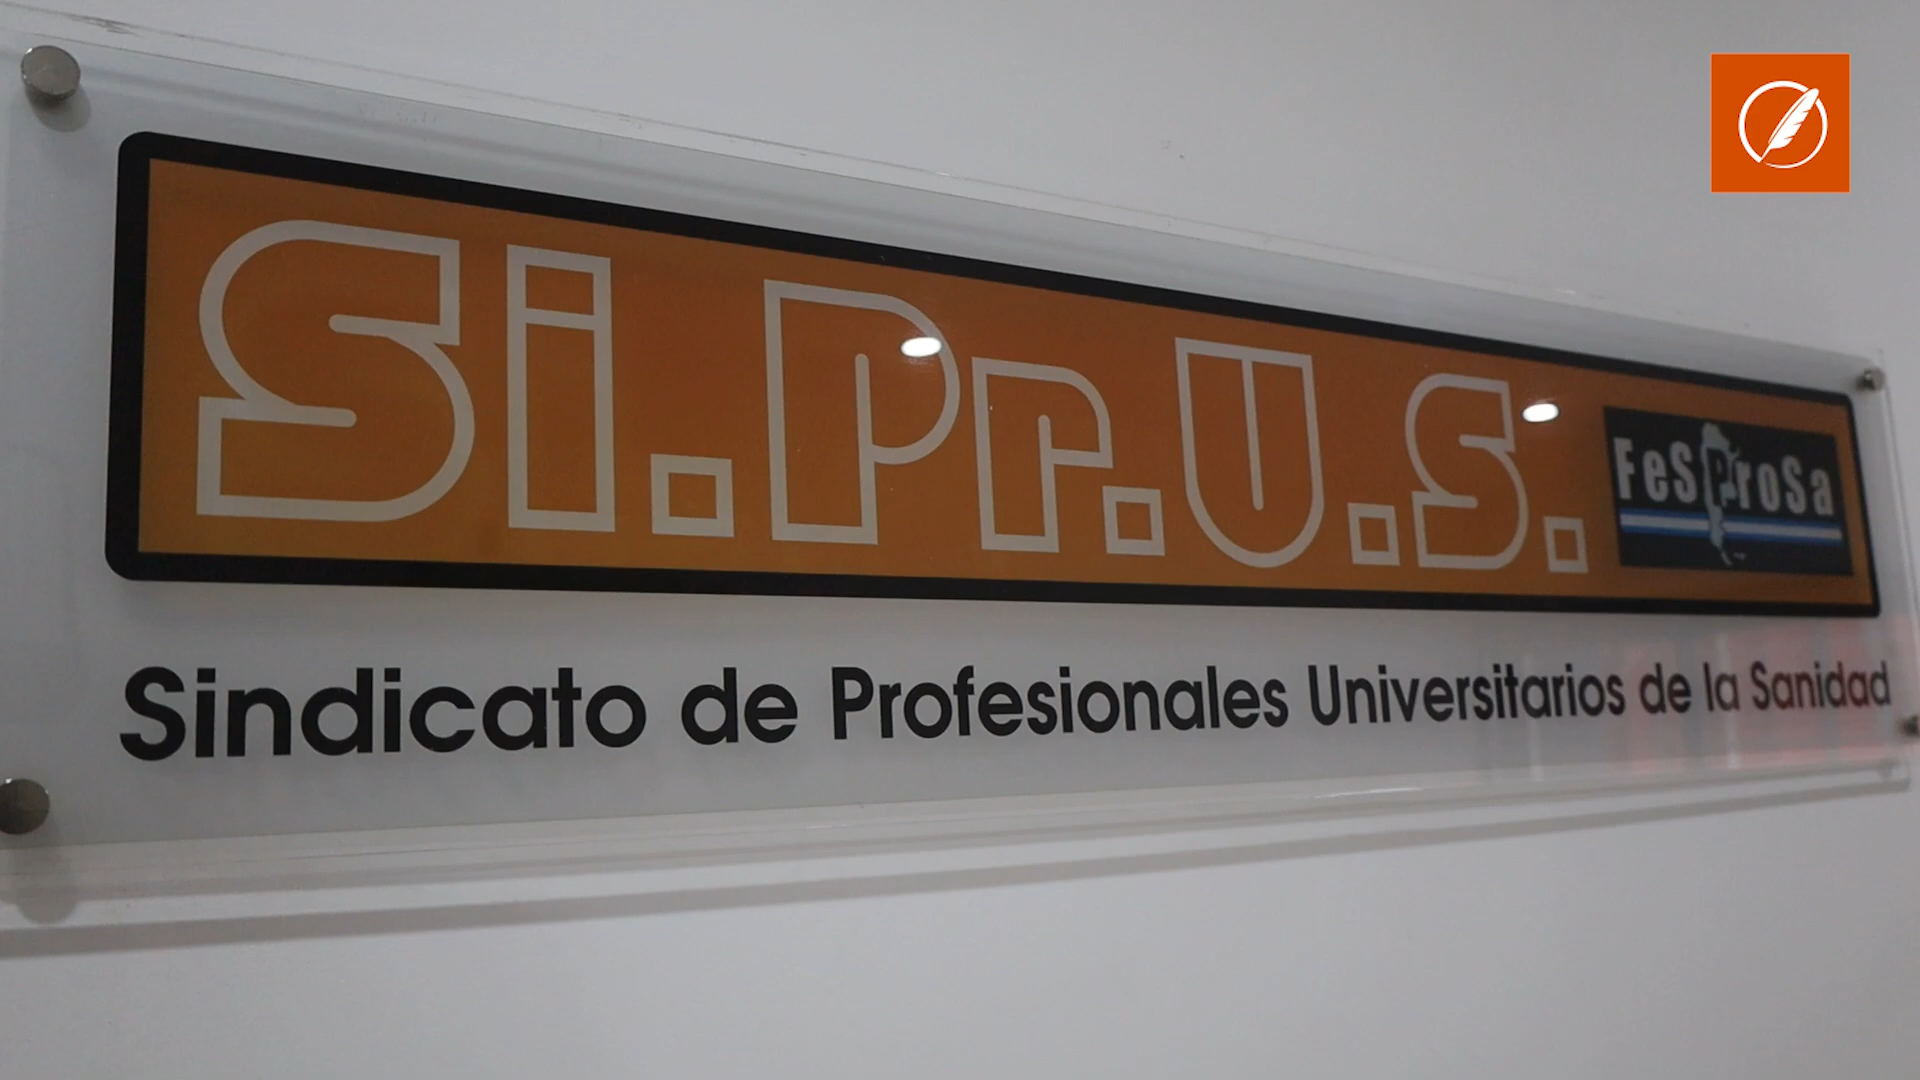 Si.Pr.U.S.
FeSProSa
Sindicato de Profesionales Universitarios de la Sanidad